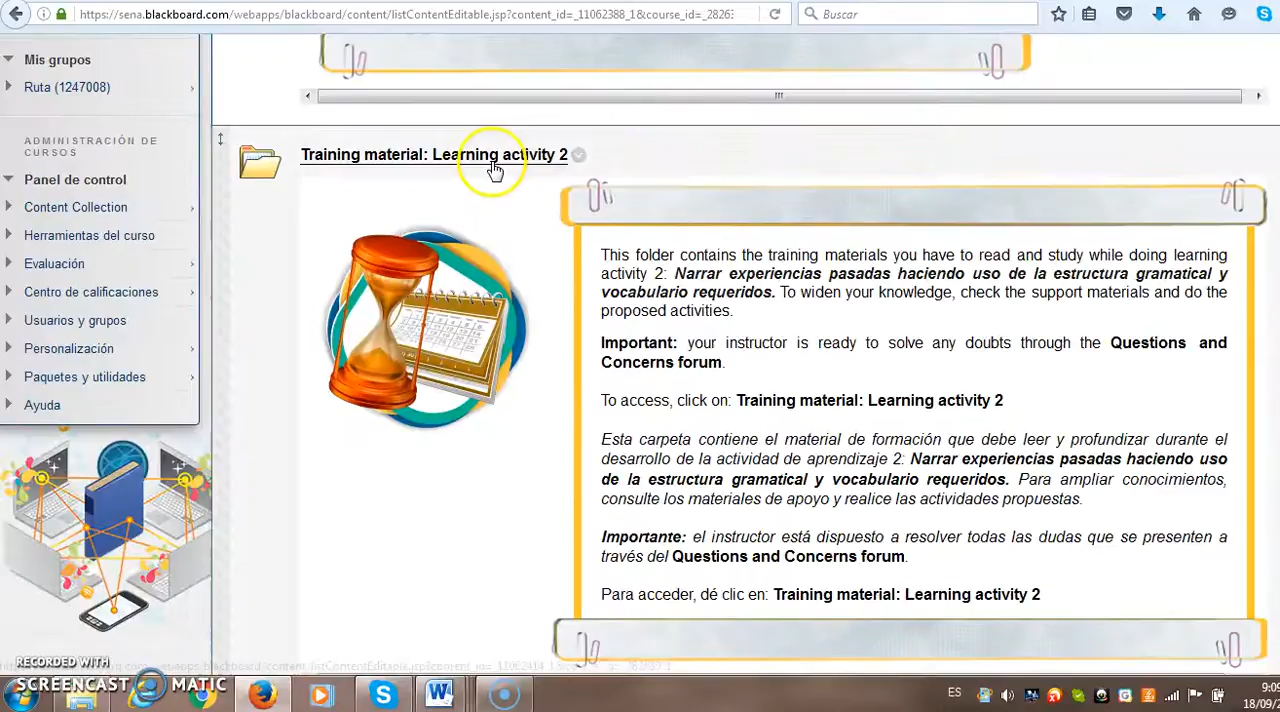 https://sena.blackboard.com/webapps/blackboard/content/listContentEditable.jsp?content_id=_11062388_1&course_id=_2826
Buscar
Mis grupos
Ruta (1247008)
ADMINISTRACIÓN DE
CURSOS
Panel de control
Content Collection
Herramientas del curso
Evaluación
Centro de calificaciones
Usuarios y grupos
Personalización
Paquetes y utilidades
Ayuda
Training material: Learning activity 2
This folder contains the training materials you have to read and study while doing learning
activity 2: Narrar experiencias pasadas haciendo uso de la estructura gramatical y
vocabulario requeridos. To widen your knowledge, check the support materials and do the
proposed activities.
Important: your instructor is ready to solve any doubts through the Questions and
Concerns forum.
To access, click on: Training material: Learning activity 2
Esta carpeta contiene el material de formación que debe leer y profundizar durante el
desarrollo de la actividad de aprendizaje 2: Narrar experiencias pasadas haciendo uso
de la estructura gramatical y vocabulario requeridos. Para ampliar conocimientos,
consulte los materiales de apoyo y realice las actividades propuestas.
Importante: el instructor está dispuesto a resolver todas las dudas que se presenten a
través del Questions and Concerns forum.
Para acceder, dé clic en: Training material: Learning activity 2
RECORDED WITH
SCREENCAST MATIC
ES
9:09
18/09/2